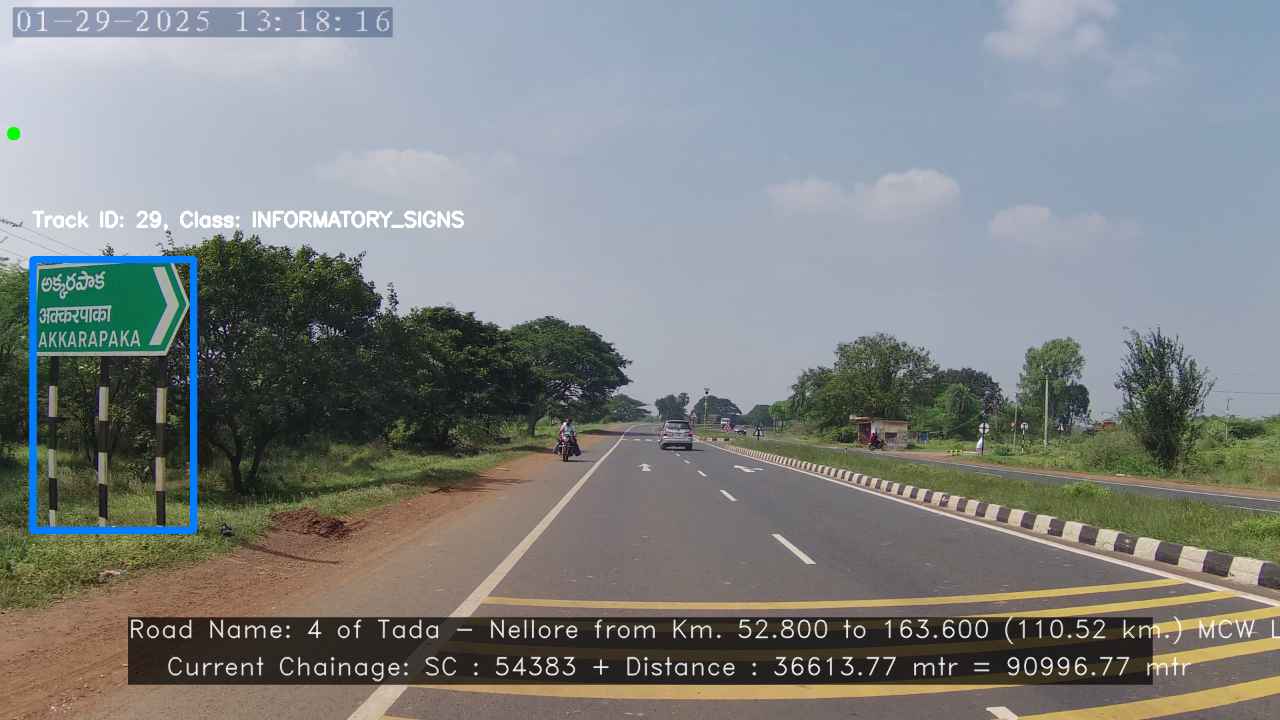 01-29-2025 13:18:16
Track ID: 29, Class: INFORMATORY_SIGNS
అక్కరపాక
अक्करपाका
AKKARAPAKA
Road Name: 4 of Tada - Nellore from Km. 52.800 to 163.600 (110.52 km.) MCW L
Current Chainage: SC : 54383 + Distance : 36613.77 mtr = 90996.77 mtr